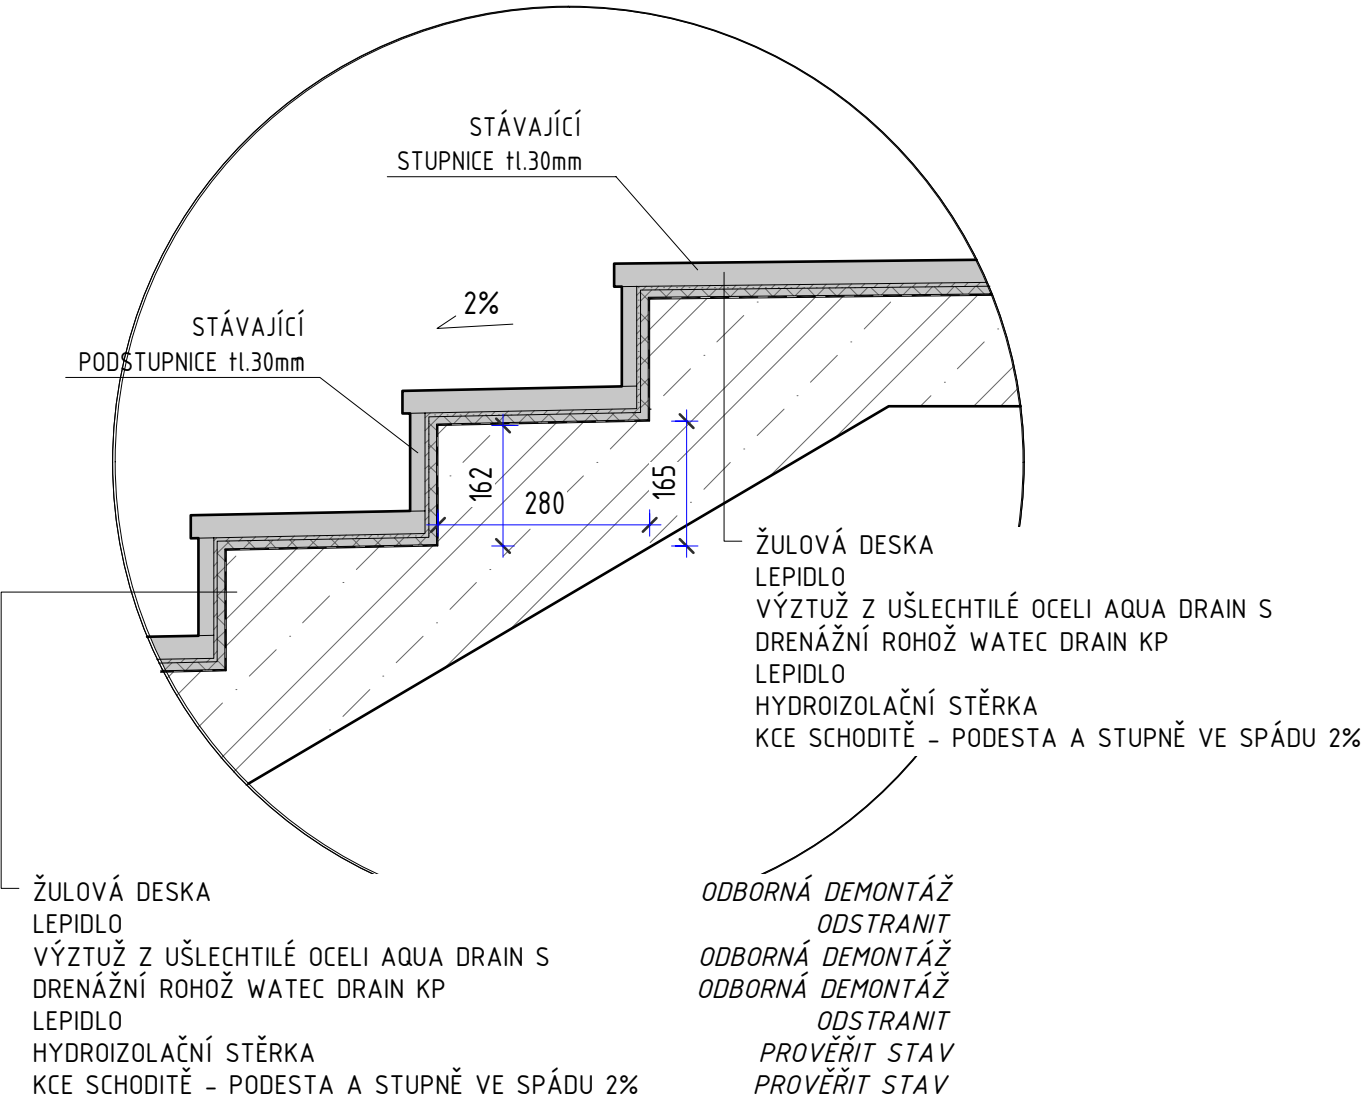 STÁVAJÍCÍ
STUPNICE tl.30mm
2%
STÁVAJÍCÍ
PODSTUPNICE tl.30mm
162
280
165
ŽULOVÁ DESKA
LEPIDLO
VÝZTUŽ Z UŠLECHTILÉ OCELI AQUA DRAIN S
DRENÁŽNÍ ROHOŽ WATEC DRAIN KP
LEPIDLO
HYDROIZOLAČNÍ STĚRKA
KCE SCHODITĚ - PODESTA A STUPNĚ VE SPÁDU 2%
ŽULOVÁ DESKA ODBORNÁ DEMONTÁŽ
LEPIDLO ODSTRANIT
VÝZTUŽ Z UŠLECHTILÉ OCELI AQUA DRAIN S ODBORNÁ DEMONTÁŽ
DRENÁŽNÍ ROHOŽ WATEC DRAIN KP ODBORNÁ DEMONTÁŽ
LEPIDLO ODSTRANIT
HYDROIZOLAČNÍ STĚRKA PROVĚŘIT STAV
KCE SCHODITĚ - PODESTA A STUPNĚ VE SPÁDU 2% PROVĚŘIT STAV